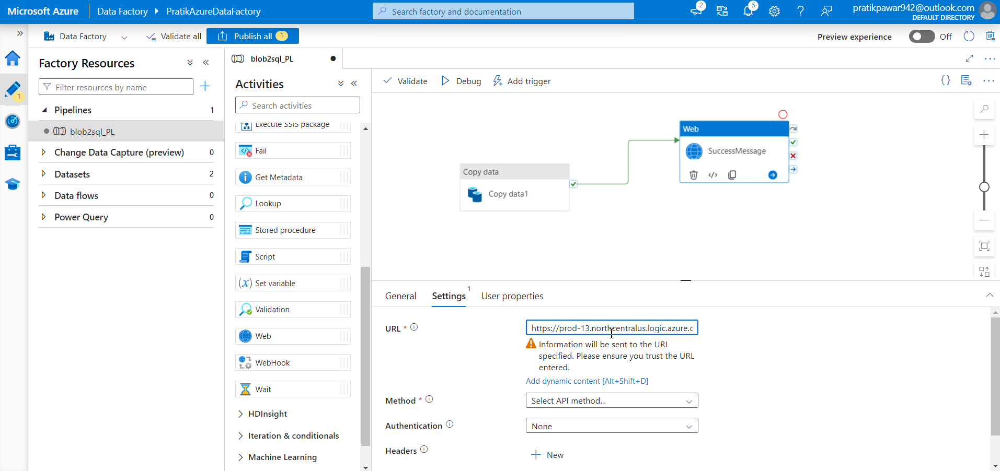 Microsoft Azure
Data Factory
PratikAzureDataFactory
Search factory and documentation
2
5
pratikpawar942@outlook.com
DEFAULT DIRECTORY
Data Factory
Validate all
Publish all
1
Preview experience
Off
1
Factory Resources
Filter resources by name
Pipelines
1
blob2sql_PL
Change Data Capture (preview)
0
Datasets
2
Data flows
0
Power Query
0
blob2sql_PL
Activities
Search activities
Execute SSIS package
Fail
Get Metadata
Lookup
Stored procedure
Script
(x) Set variable
Validation
Web
WebHook
Wait
HDInsight
Iteration & conditionals
Machine Learning
Validate
Debug
Add trigger
{}
Copy data
Copy data1
Web
SuccessMessage
General
Settings
1
User properties
URL *
https://prod-13.northcentralus.logic.azure.c
Information will be sent to the URL
specified. Please ensure you trust the URL
entered.
Add dynamic content [Alt+Shift+D]
Method *
Select API method...
Authentication
None
Headers
New